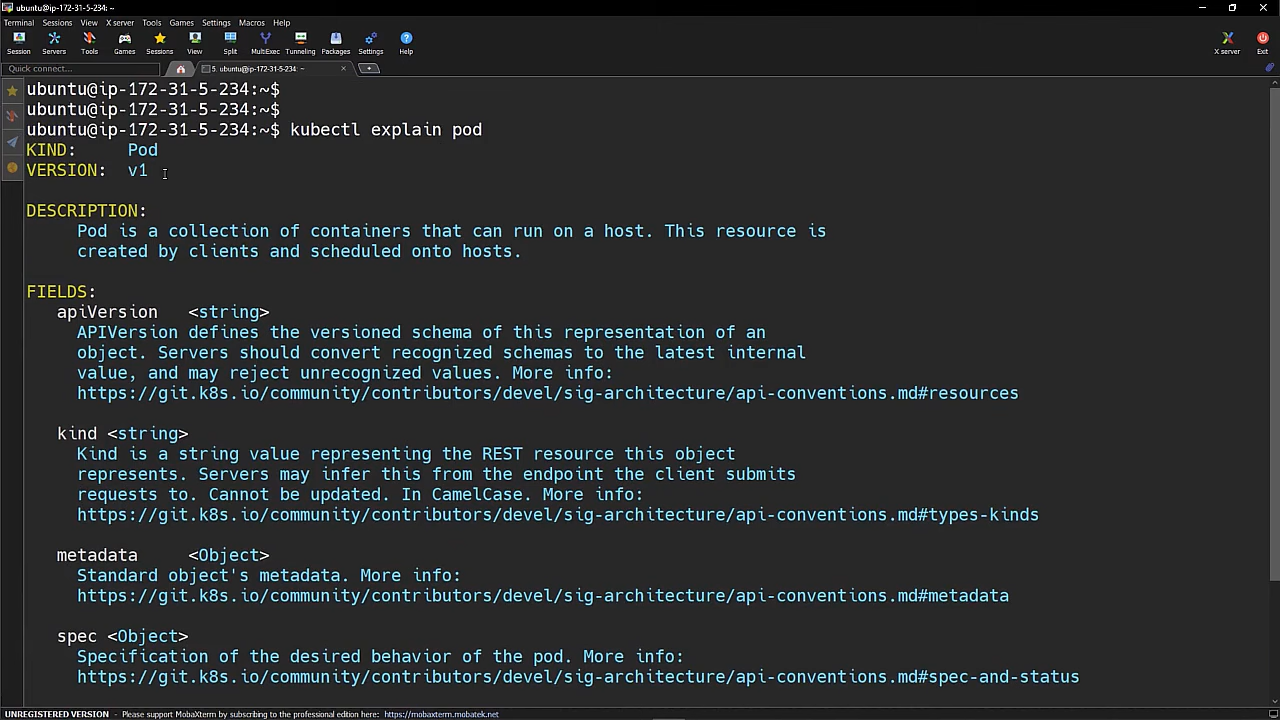 ubuntu@ip-172-31-5-234: ~
Terminal Sessions View X server Tools Games Settings Macros Help
Session Servers Tools Games Sessions View Split MultiExec Tunneling Packages Settings Help X server Exit
Quick connect... 5. ubuntu@ip-172-31-5-234: ~
ubuntu@ip-172-31-5-234:~$
ubuntu@ip-172-31-5-234:~$
ubuntu@ip-172-31-5-234:~$ kubectl explain pod
KIND: Pod
VERSION: v1
DESCRIPTION:
Pod is a collection of containers that can run on a host. This resource is
created by clients and scheduled onto hosts.
FIELDS:
apiVersion <string>
APIVersion defines the versioned schema of this representation of an
object. Servers should convert recognized schemas to the latest internal
value, and may reject unrecognized values. More info:
https://git.k8s.io/community/contributors/devel/sig-architecture/api-conventions.md#resources
kind <string>
Kind is a string value representing the REST resource this object
represents. Servers may infer this from the endpoint the client submits
requests to. Cannot be updated. In CamelCase. More info:
https://git.k8s.io/community/contributors/devel/sig-architecture/api-conventions.md#types-kinds
metadata <Object>
Standard object's metadata. More info:
https://git.k8s.io/community/contributors/devel/sig-architecture/api-conventions.md#metadata
spec <Object>
Specification of the desired behavior of the pod. More info:
https://git.k8s.io/community/contributors/devel/sig-architecture/api-conventions.md#spec-and-status
UNREGISTERED VERSION - Please support MobaXterm by subscribing to the professional edition here: https://mobaxterm.mobatek.net